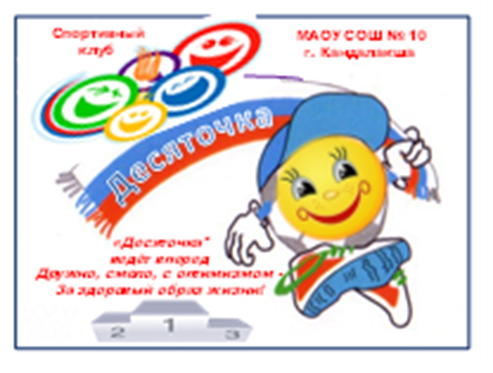 Спортивный
клуб
МАОУ СОШ № 10
г. Кандалакша
Десяточка
«Десяточка"
ведёт вперед
Дружно, смело, с оптимизмом -
За здоровый образ жизни!
1
2
3